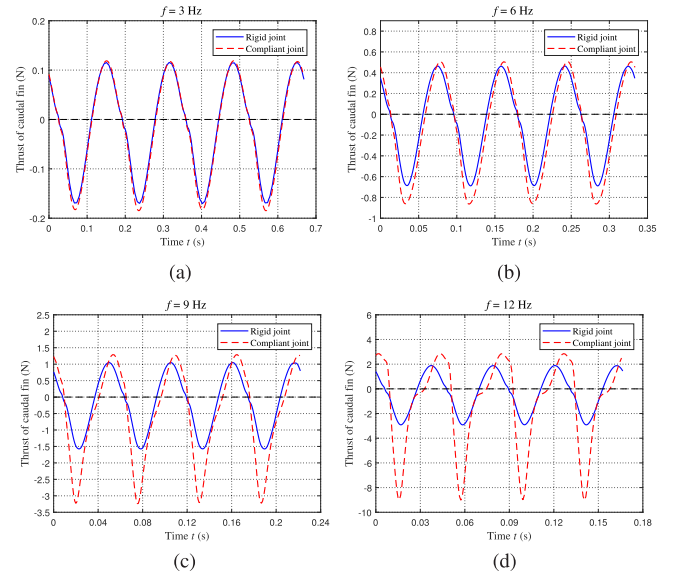 f = 3 Hz
Thrust of caudal fin (N)
0.2
0.1
0
-0.1
-0.2
Rigid joint
Compliant joint
0 0.1 0.2 0.3 0.4 0.5 0.6 0.7
Time t (s)
(a)
f = 6 Hz
Thrust of caudal fin (N)
0.8
0.6
0.4
0.2
0
-0.2
-0.4
-0.6
-0.8
-1
Rigid joint
Compliant joint
0 0.05 0.1 0.15 0.2 0.25 0.3 0.35
Time t (s)
(b)
f = 9 Hz
Thrust of caudal fin (N)
2.5
2
1.5
1
0.5
0
-0.5
-1
-1.5
-2
-2.5
-3
-3.5
Rigid joint
Compliant joint
0 0.04 0.08 0.12 0.16 0.20 0.24
Time t (s)
(c)
f = 12 Hz
Thrust of caudal fin (N)
6
4
2
0
-2
-4
-6
-8
-10
Rigid joint
Compliant joint
0 0.03 0.06 0.09 0.12 0.15 0.18
Time t (s)
(d)